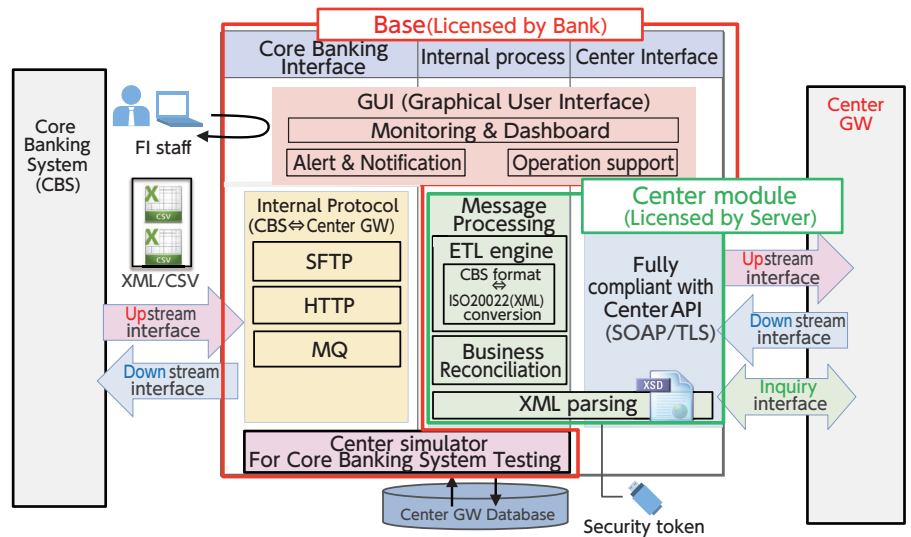 Base(Licensed by Bank)
Core Banking
Interface
Internal process
Center Interface
GUI (Graphical User Interface)
Monitoring & Dashboard
Alert & Notification
Operation support
Core
Banking
System
(CBS)
FI staff
X
CSV
X
CSV
XML/CSV
Upstream
interface
Down stream
interface
Internal Protocol
(CBS⇔Center GW)
SFTP
HTTP
MQ
Message
Processing
ETL engine
CBS format
⇔
ISO20022(XML)
conversion
Business
Reconciliation
XML parsing
Center module
(Licensed by Server)
Fully
compliant with
Center API
(SOAP/TLS)
XSD
Center
GW
Upstream
interface
Down stream
interface
Inquiry
interface
Center simulator
For Core Banking System Testing
Center GW Database
Security token